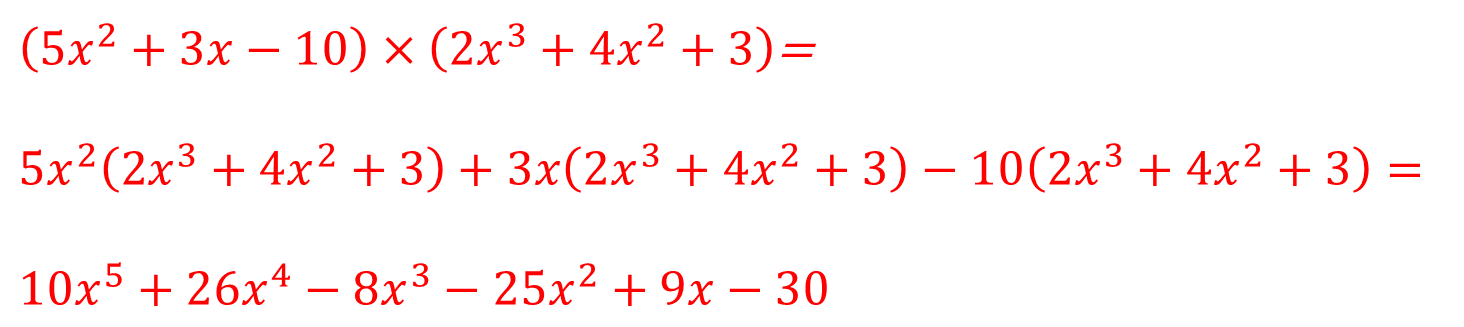 (5x² + 3x − 10) × (2x³ + 4x² + 3)=
5x²(2x³ + 4x² + 3) + 3x(2x³ + 4x² + 3) − 10(2x³ + 4x² + 3) =
10x⁵ + 26x⁴ − 8x³ − 25x² + 9x − 30